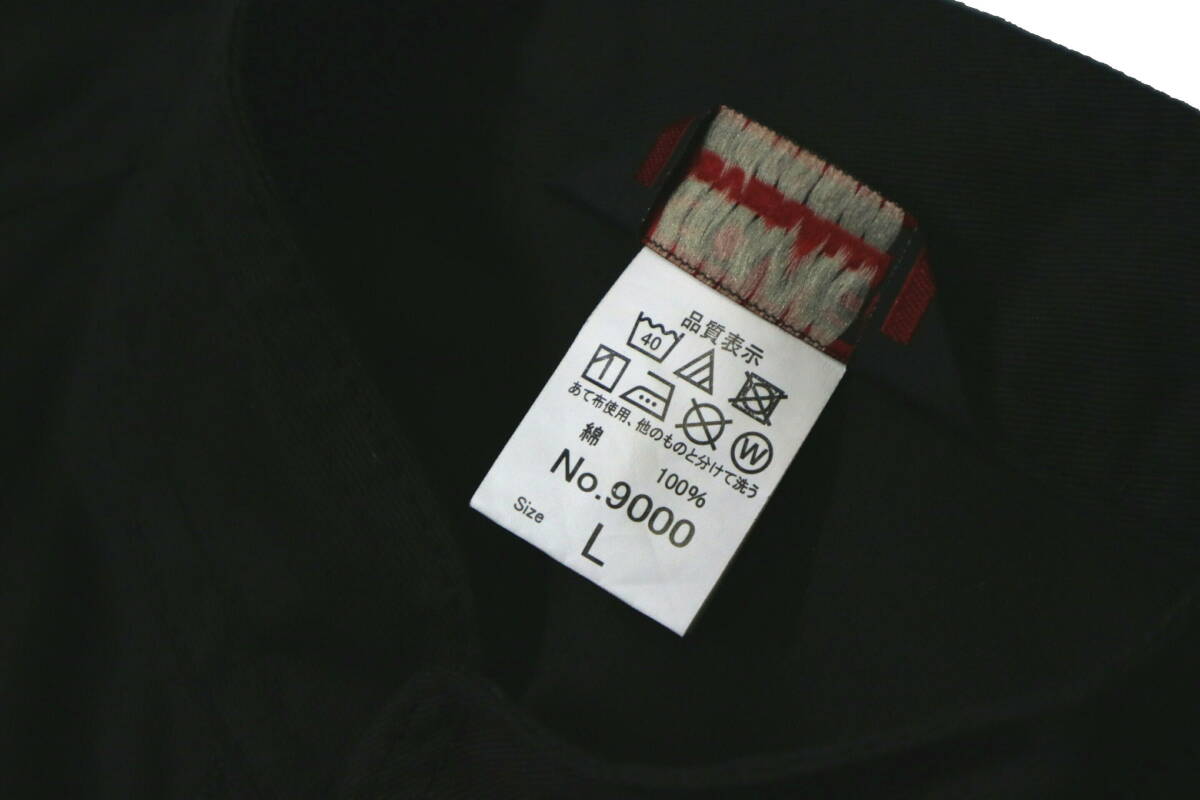 品質表示
40
W
あて布使用、他のものと分けて洗う
綿 100%
No.9000
Size L